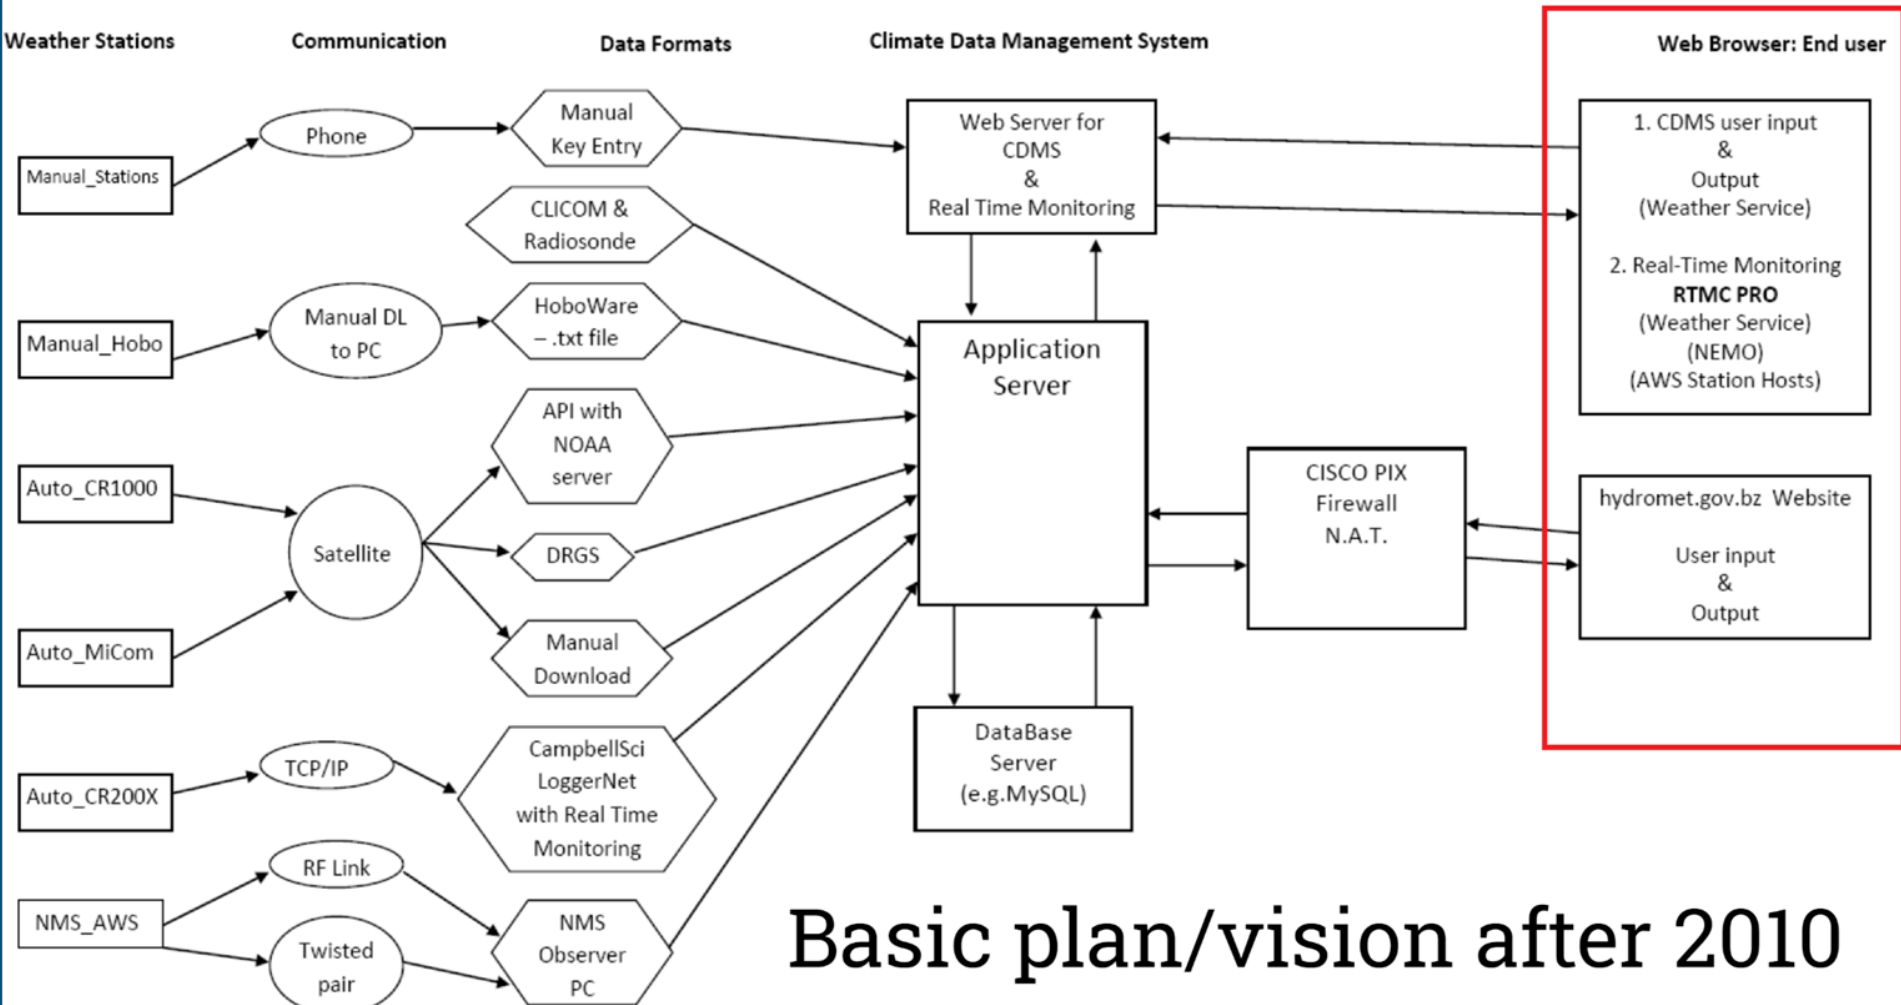 Weather Stations
Communication
Data Formats
Climate Data Management System
Web Browser: End user
Manual_Stations
Manual_Hobo
Auto_CR1000
Auto_MiCom
Auto_CR200X
NMS_AWS
Phone
Manual DL
to PC
Satellite
TCP/IP
RF Link
Twisted
pair
Manual
Key Entry
CLICOM &
Radiosonde
HoboWare
– .txt file
API with
NOAA
server
DRGS
Manual
Download
CampbellSci
LoggerNet
with Real Time
Monitoring
NMS
Observer
PC
Web Server for
CDMS
&
Real Time Monitoring
Application
Server
DataBase
Server
(e.g.MySQL)
CISCO PIX
Firewall
N.A.T.
1. CDMS user input
&
Output
(Weather Service)
2. Real-Time Monitoring
RTMC PRO
(Weather Service)
(NEMO)
(AWS Station Hosts)
hydromet.gov.bz Website
User input
&
Output
Basic plan/vision after 2010